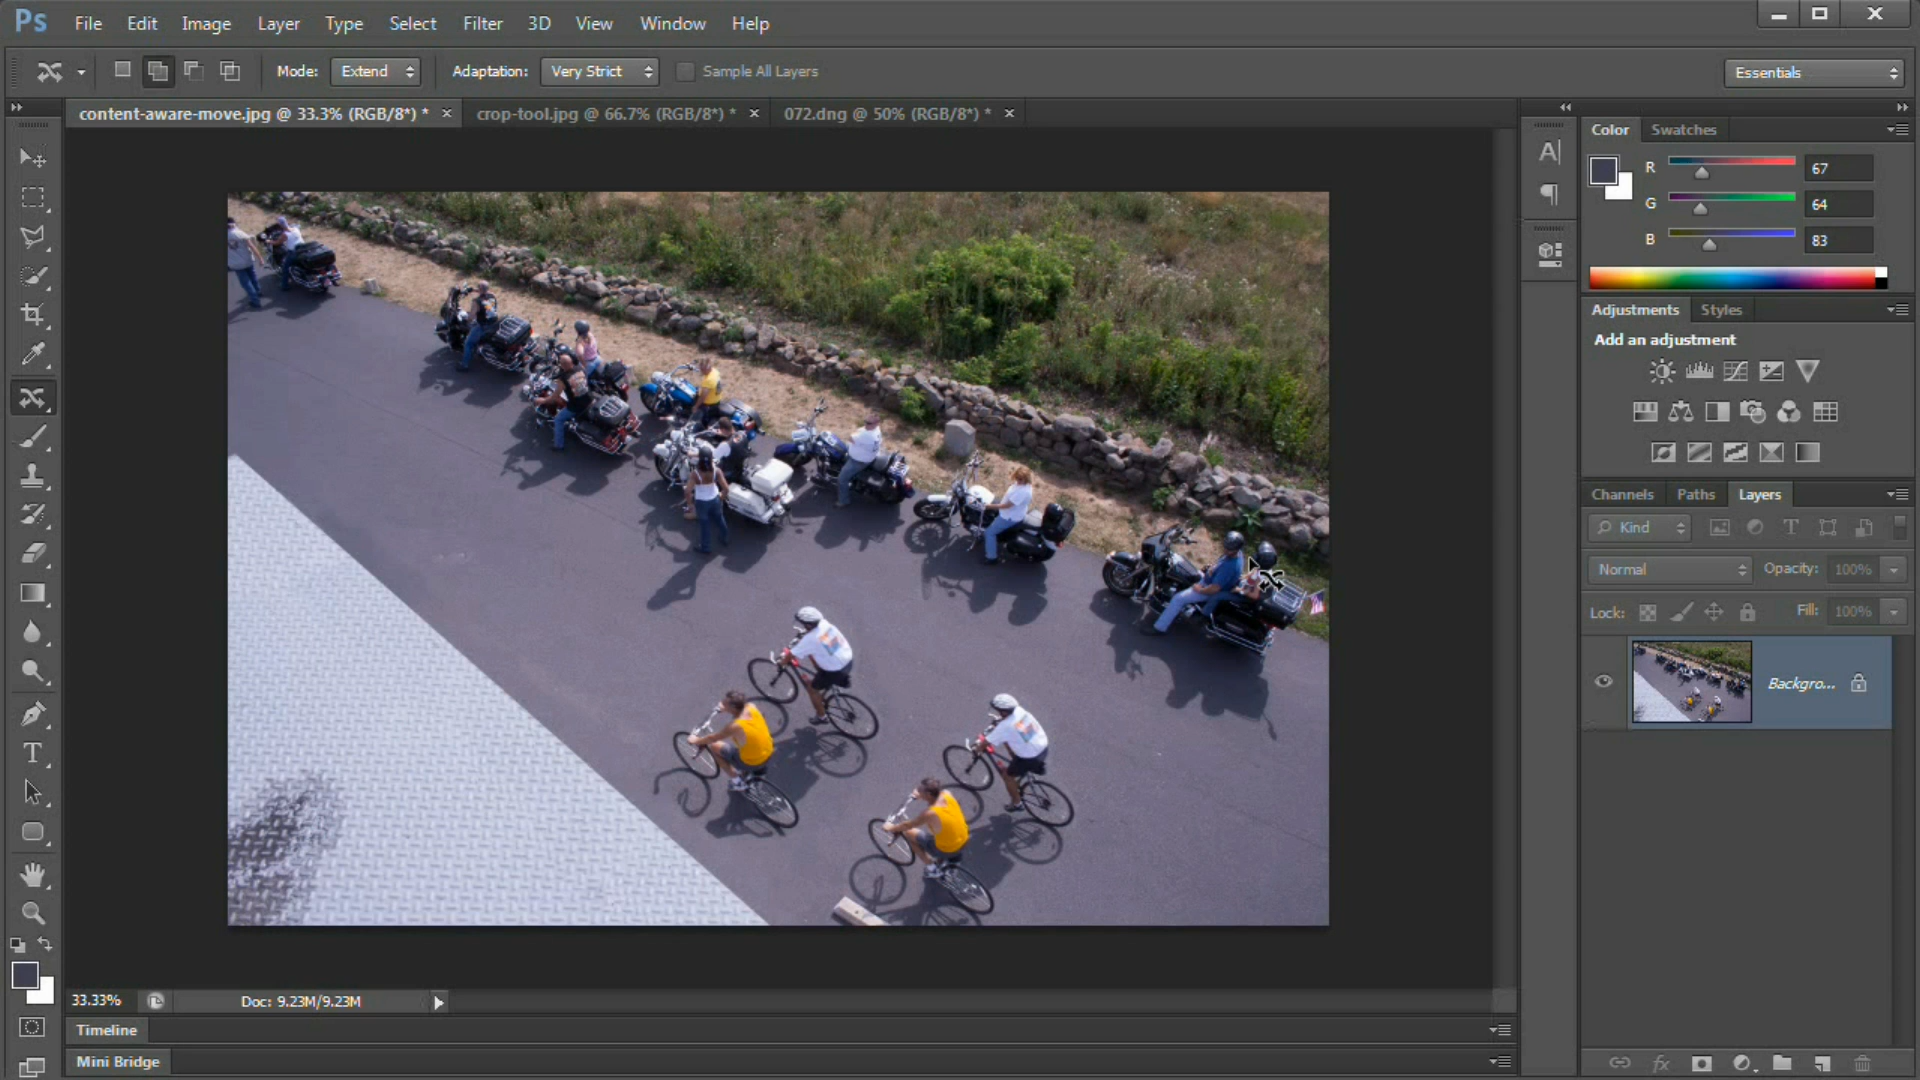 Ps File Edit Image Layer Type Select Filter 3D View Window Help
Mode: Extend Adaptation: Very Strict Sample All Layers Essentials
content-aware-move.jpg @ 33.3% (RGB/8*) * × crop-tool.jpg @ 66.7% (RGB/8*) * × 072.dng @ 50% (RGB/8*) * ×
Color Swatches
R 67
G 64
B 83
Adjustments Styles
Add an adjustment
Channels Paths Layers
Kind
Normal Opacity: 100%
Lock: Fill: 100%
Backgro...
33.33% Doc: 9.23M/9.23M
Timeline
Mini Bridge